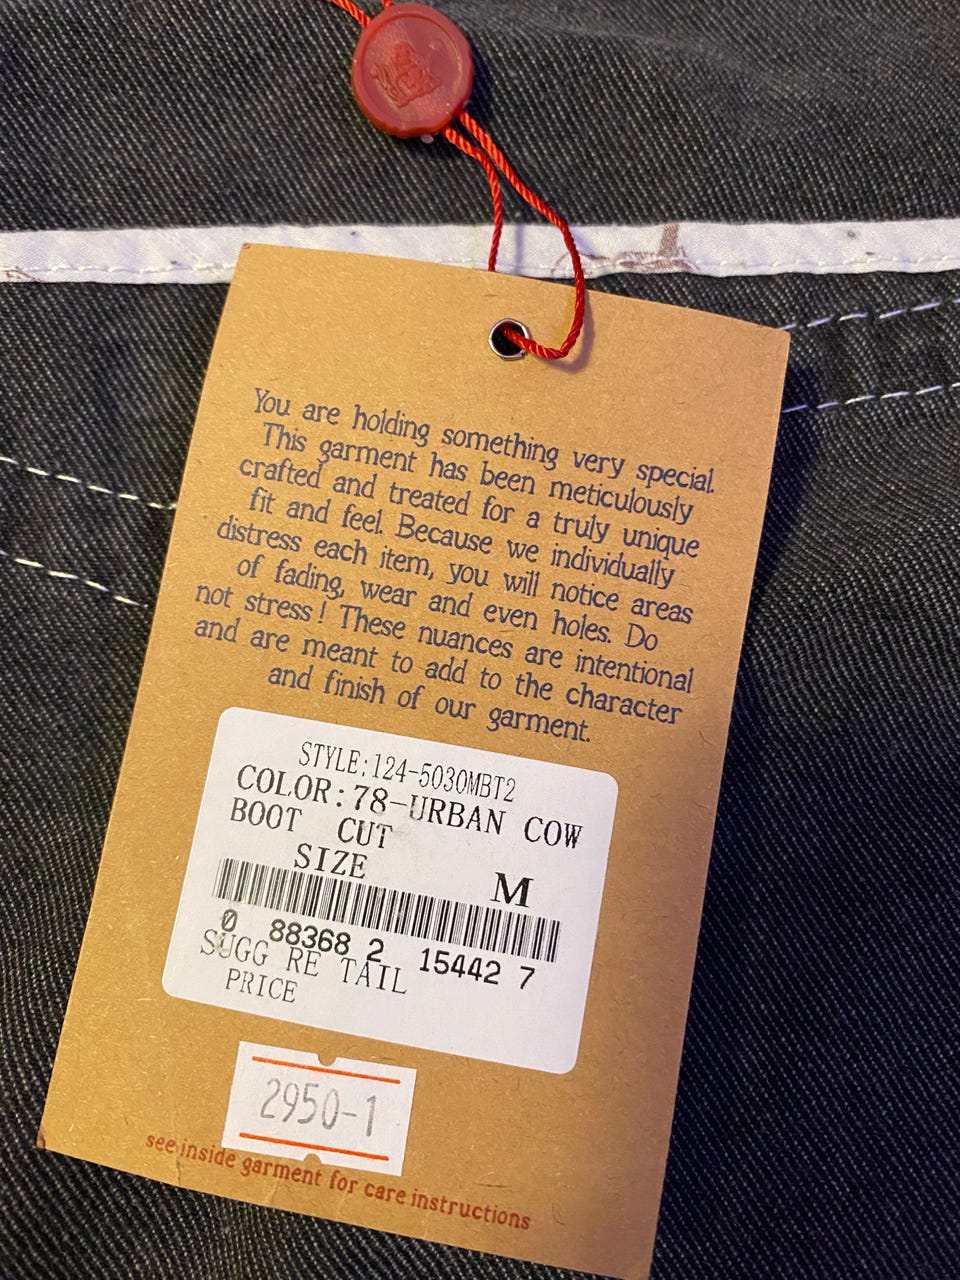 You are holding something very special.
This garment has been meticulously
crafted and treated for a truly unique
fit and feel. Because we individually
distress each item, you will notice areas
of fading, wear and even holes. Do
not stress! These nuances are intentional
and are meant to add to the character
and finish of our garment.
STYLE:124-5030MBT2
COLOR:78-URBAN COW
BOOT CUT
SIZE M
0 88368 2 15442 7
SUGG RE TAIL
PRICE
2950-1
see inside garment for care instructions